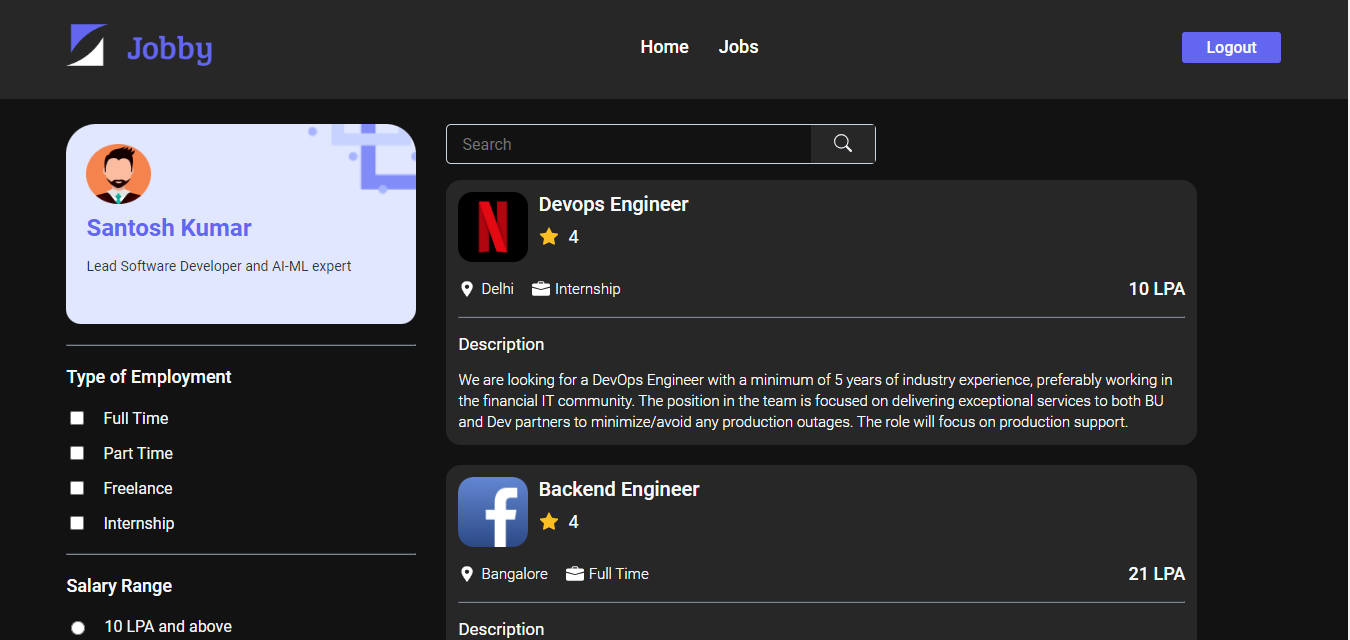 Jobby
Home
Jobs
Logout
Santosh Kumar
Lead Software Developer and AI-ML expert
Type of Employment
Full Time
Part Time
Freelance
Internship
Salary Range
10 LPA and above
Search
N
Devops Engineer
4
Delhi
Internship
10 LPA
Description
We are looking for a DevOps Engineer with a minimum of 5 years of industry experience, preferably working in
the financial IT community. The position in the team is focused on delivering exceptional services to both BU
and Dev partners to minimize/avoid any production outages. The role will focus on production support.
f
Backend Engineer
4
Bangalore
Full Time
21 LPA
Description